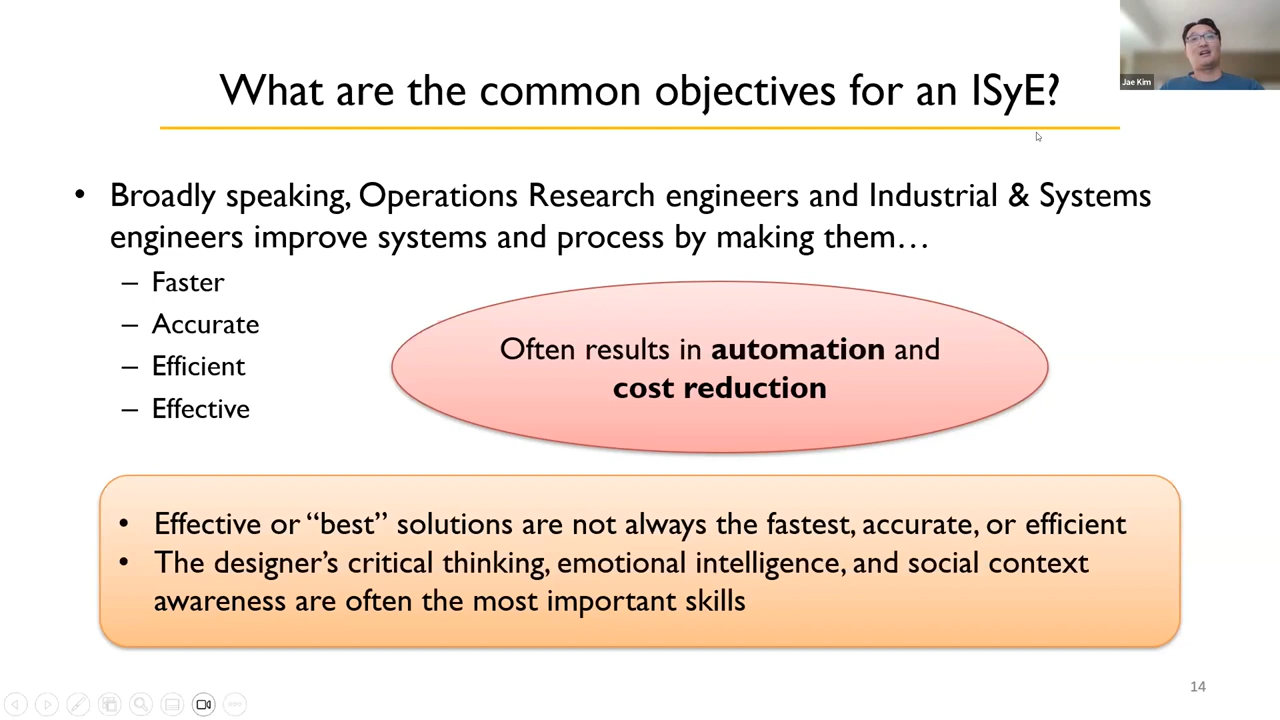 Jae Kim
What are the common objectives for an ISyE?
• Broadly speaking, Operations Research engineers and Industrial & Systems
engineers improve systems and process by making them…
– Faster
– Accurate
– Efficient
– Effective
Often results in automation and
cost reduction
• Effective or “best” solutions are not always the fastest, accurate, or efficient
• The designer’s critical thinking, emotional intelligence, and social context
awareness are often the most important skills
14